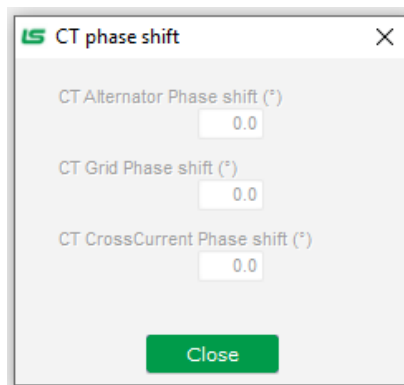 LS CT phase shift
CT Alternator Phase shift (°)
0.0
CT Grid Phase shift (°)
0.0
CT CrossCurrent Phase shift (°)
0.0
Close